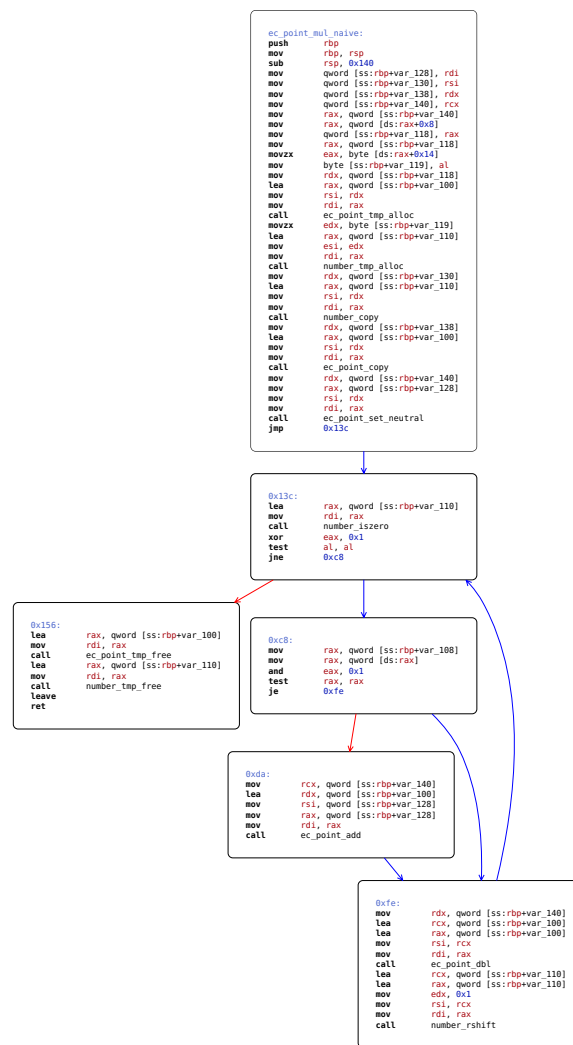 ec_point_mul_naive:
push rbp
mov rbp, rsp
sub rsp, 0x140
mov qword [ss:rbp+var_128], rdi
mov qword [ss:rbp+var_130], rsi
mov qword [ss:rbp+var_138], rdx
mov qword [ss:rbp+var_140], rcx
mov rax, qword [ss:rbp+var_140]
mov rax, qword [ds:rax+0x8]
mov qword [ss:rbp+var_118], rax
mov rax, qword [ss:rbp+var_118]
movzx eax, byte [ds:rax+0x14]
mov byte [ss:rbp+var_119], al
mov rdx, qword [ss:rbp+var_118]
lea rax, qword [ss:rbp+var_100]
mov rsi, rdx
mov rdi, rax
call ec_point_tmp_alloc
movzx edx, byte [ss:rbp+var_119]
lea rax, qword [ss:rbp+var_110]
mov esi, edx
mov rdi, rax
call number_tmp_alloc
mov rdx, qword [ss:rbp+var_130]
lea rax, qword [ss:rbp+var_110]
mov rsi, rdx
mov rdi, rax
call number_copy
mov rdx, qword [ss:rbp+var_138]
lea rax, qword [ss:rbp+var_100]
mov rsi, rdx
mov rdi, rax
call ec_point_copy
mov rdx, qword [ss:rbp+var_140]
mov rax, qword [ss:rbp+var_128]
mov rsi, rdx
mov rdi, rax
call ec_point_set_neutral
jmp 0x13c
0x13c:
lea rax, qword [ss:rbp+var_110]
mov rdi, rax
call number_iszero
xor eax, 0x1
test al, al
jne 0xc8
0x156:
lea rax, qword [ss:rbp+var_100]
mov rdi, rax
call ec_point_tmp_free
lea rax, qword [ss:rbp+var_110]
mov rdi, rax
call number_tmp_free
leave
ret
0xc8:
mov rax, qword [ss:rbp+var_108]
mov rax, qword [ds:rax]
and eax, 0x1
test rax, rax
je 0xfe
0xda:
mov rcx, qword [ss:rbp+var_140]
lea rdx, qword [ss:rbp+var_100]
mov rsi, qword [ss:rbp+var_128]
mov rax, qword [ss:rbp+var_128]
mov rdi, rax
call ec_point_add
0xfe:
mov rdx, qword [ss:rbp+var_140]
lea rcx, qword [ss:rbp+var_100]
lea rax, qword [ss:rbp+var_100]
mov rsi, rcx
mov rdi, rax
call ec_point_dbl
lea rcx, qword [ss:rbp+var_110]
lea rax, qword [ss:rbp+var_110]
mov edx, 0x1
mov rsi, rcx
mov rdi, rax
call number_rshift